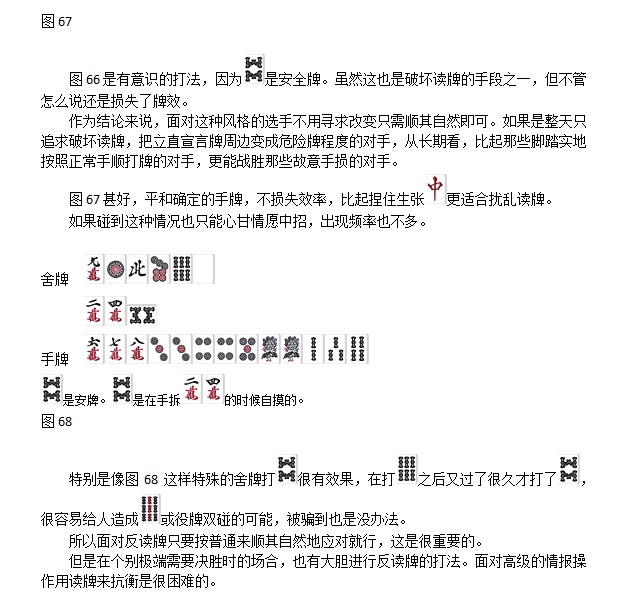 图 67
图 66 是有意识的打法，因为是安全牌。虽然这也是破坏读牌的手段之一，但不管
怎么说还是损失了牌效。
作为结论来说，面对这种风格的选手不用寻求改变只需顺其自然即可。如果是整天只
追求破坏读牌，把立直宣言牌周边变成危险牌程度的对手，从长期看，比起那些脚踏实地
按照正常手顺打牌的对手，更能战胜那些故意手损的对手。
图 67 甚好，平和确定的手牌，不损失效率，比起捏住生张中更适合扰乱读牌。
如果碰到这种情况也只能心甘情愿中招，出现频率也不多。
舍牌 九萬 北
二萬 四萬
手牌 六萬 七萬 八萬
是安牌。是在手拆二萬 四萬的时候自摸的。
图 68
特别是像图 68 这样特殊的舍牌打很有效果，在打之后又过了很久才打了，
很容易给人造成或役牌双碰的可能，被骗到也是没办法。
所以面对反读牌只要按普通来顺其自然地应对就行，这是很重要的。
但是在个别极端需要决胜时的场合，也有大胆进行反读牌的打法。面对高级的情报操
作用读牌来抗衡是很困难的。